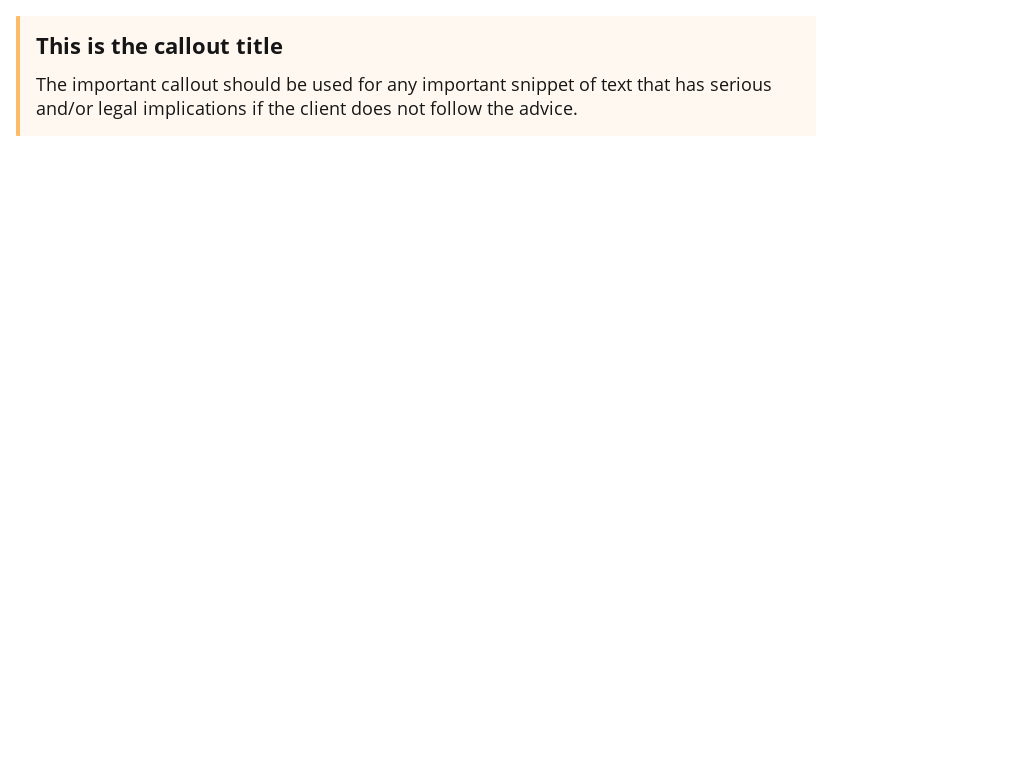 This is the callout title
The important callout should be used for any important snippet of text that has serious
and/or legal implications if the client does not follow the advice.